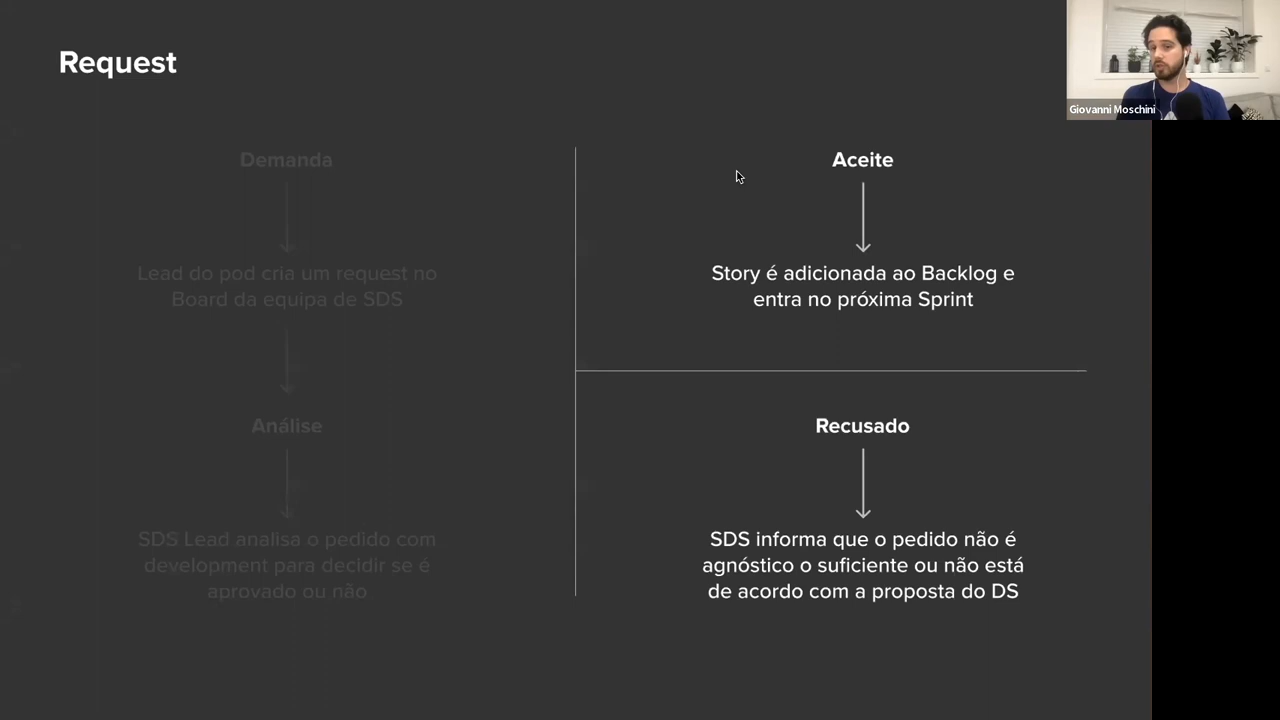 Request
Giovanni Moschini
Demanda
Lead do pod cria um request no
Board da equipa de SDS
Análise
SDS Lead analisa o pedido com
development para decidir se é
aprovado ou não
Aceite
Story é adicionada ao Backlog e
entra no próxima Sprint
Recusado
SDS informa que o pedido não é
agnóstico o suficiente ou não está
de acordo com a proposta do DS